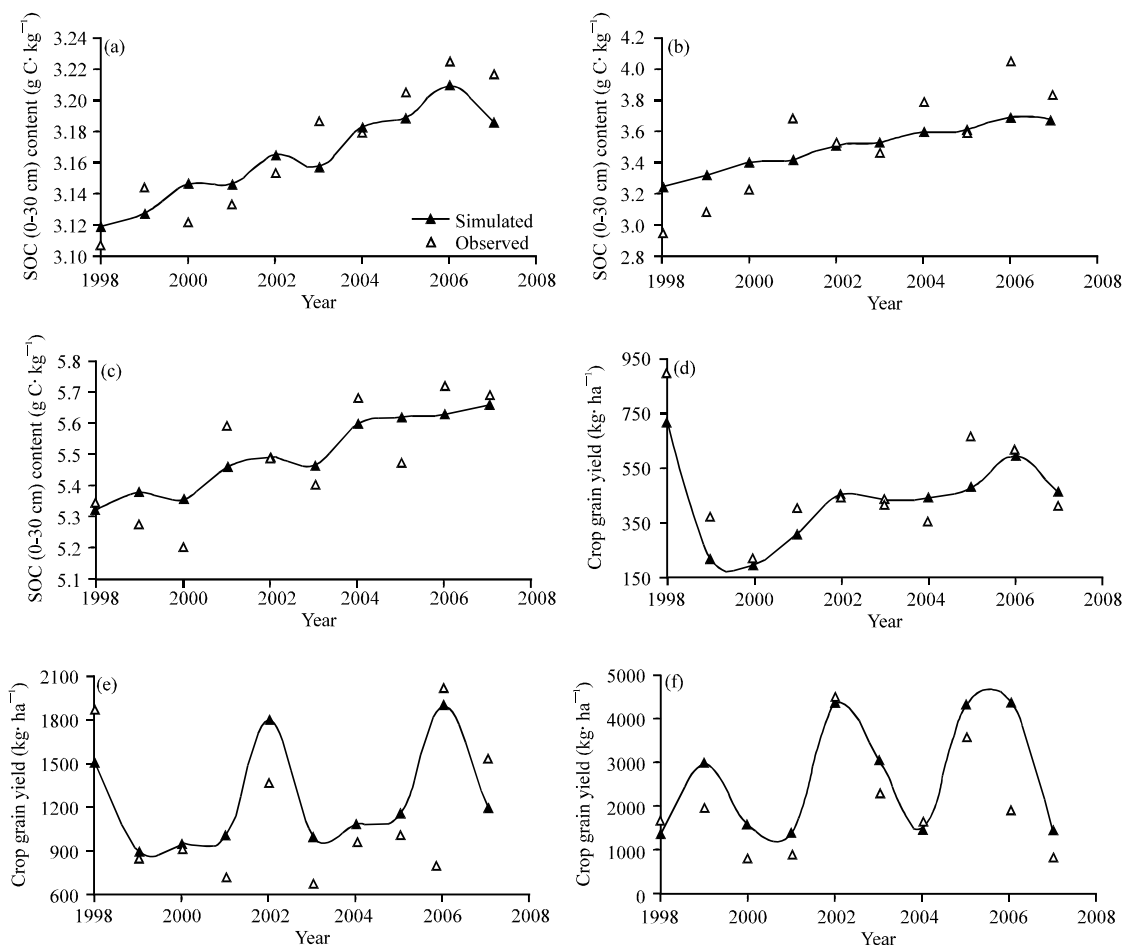 (a)
SOC (0-30 cm) content (g C· kg⁻¹)
3.24
3.22
3.20
3.18
3.16
3.14
3.12
3.10
1998 2000 2002 2004 2006 2008
Year
Simulated
Observed
(b)
SOC (0-30 cm) content (g C· kg⁻¹)
4.2
4.0
3.8
3.6
3.4
3.2
3.0
2.8
1998 2000 2002 2004 2006 2008
Year
(c)
SOC (0-30 cm) content (g C· kg⁻¹)
5.8
5.7
5.6
5.5
5.4
5.3
5.2
5.1
1998 2000 2002 2004 2006 2008
Year
(d)
Crop grain yield (kg· ha⁻¹)
950
750
550
350
150
1998 2000 2002 2004 2006 2008
Year
(e)
Crop grain yield (kg· ha⁻¹)
2100
1800
1500
1200
900
600
1998 2000 2002 2004 2006 2008
Year
(f)
Crop grain yield (kg· ha⁻¹)
5000
4000
3000
2000
1000
0
1998 2000 2002 2004 2006 2008
Year